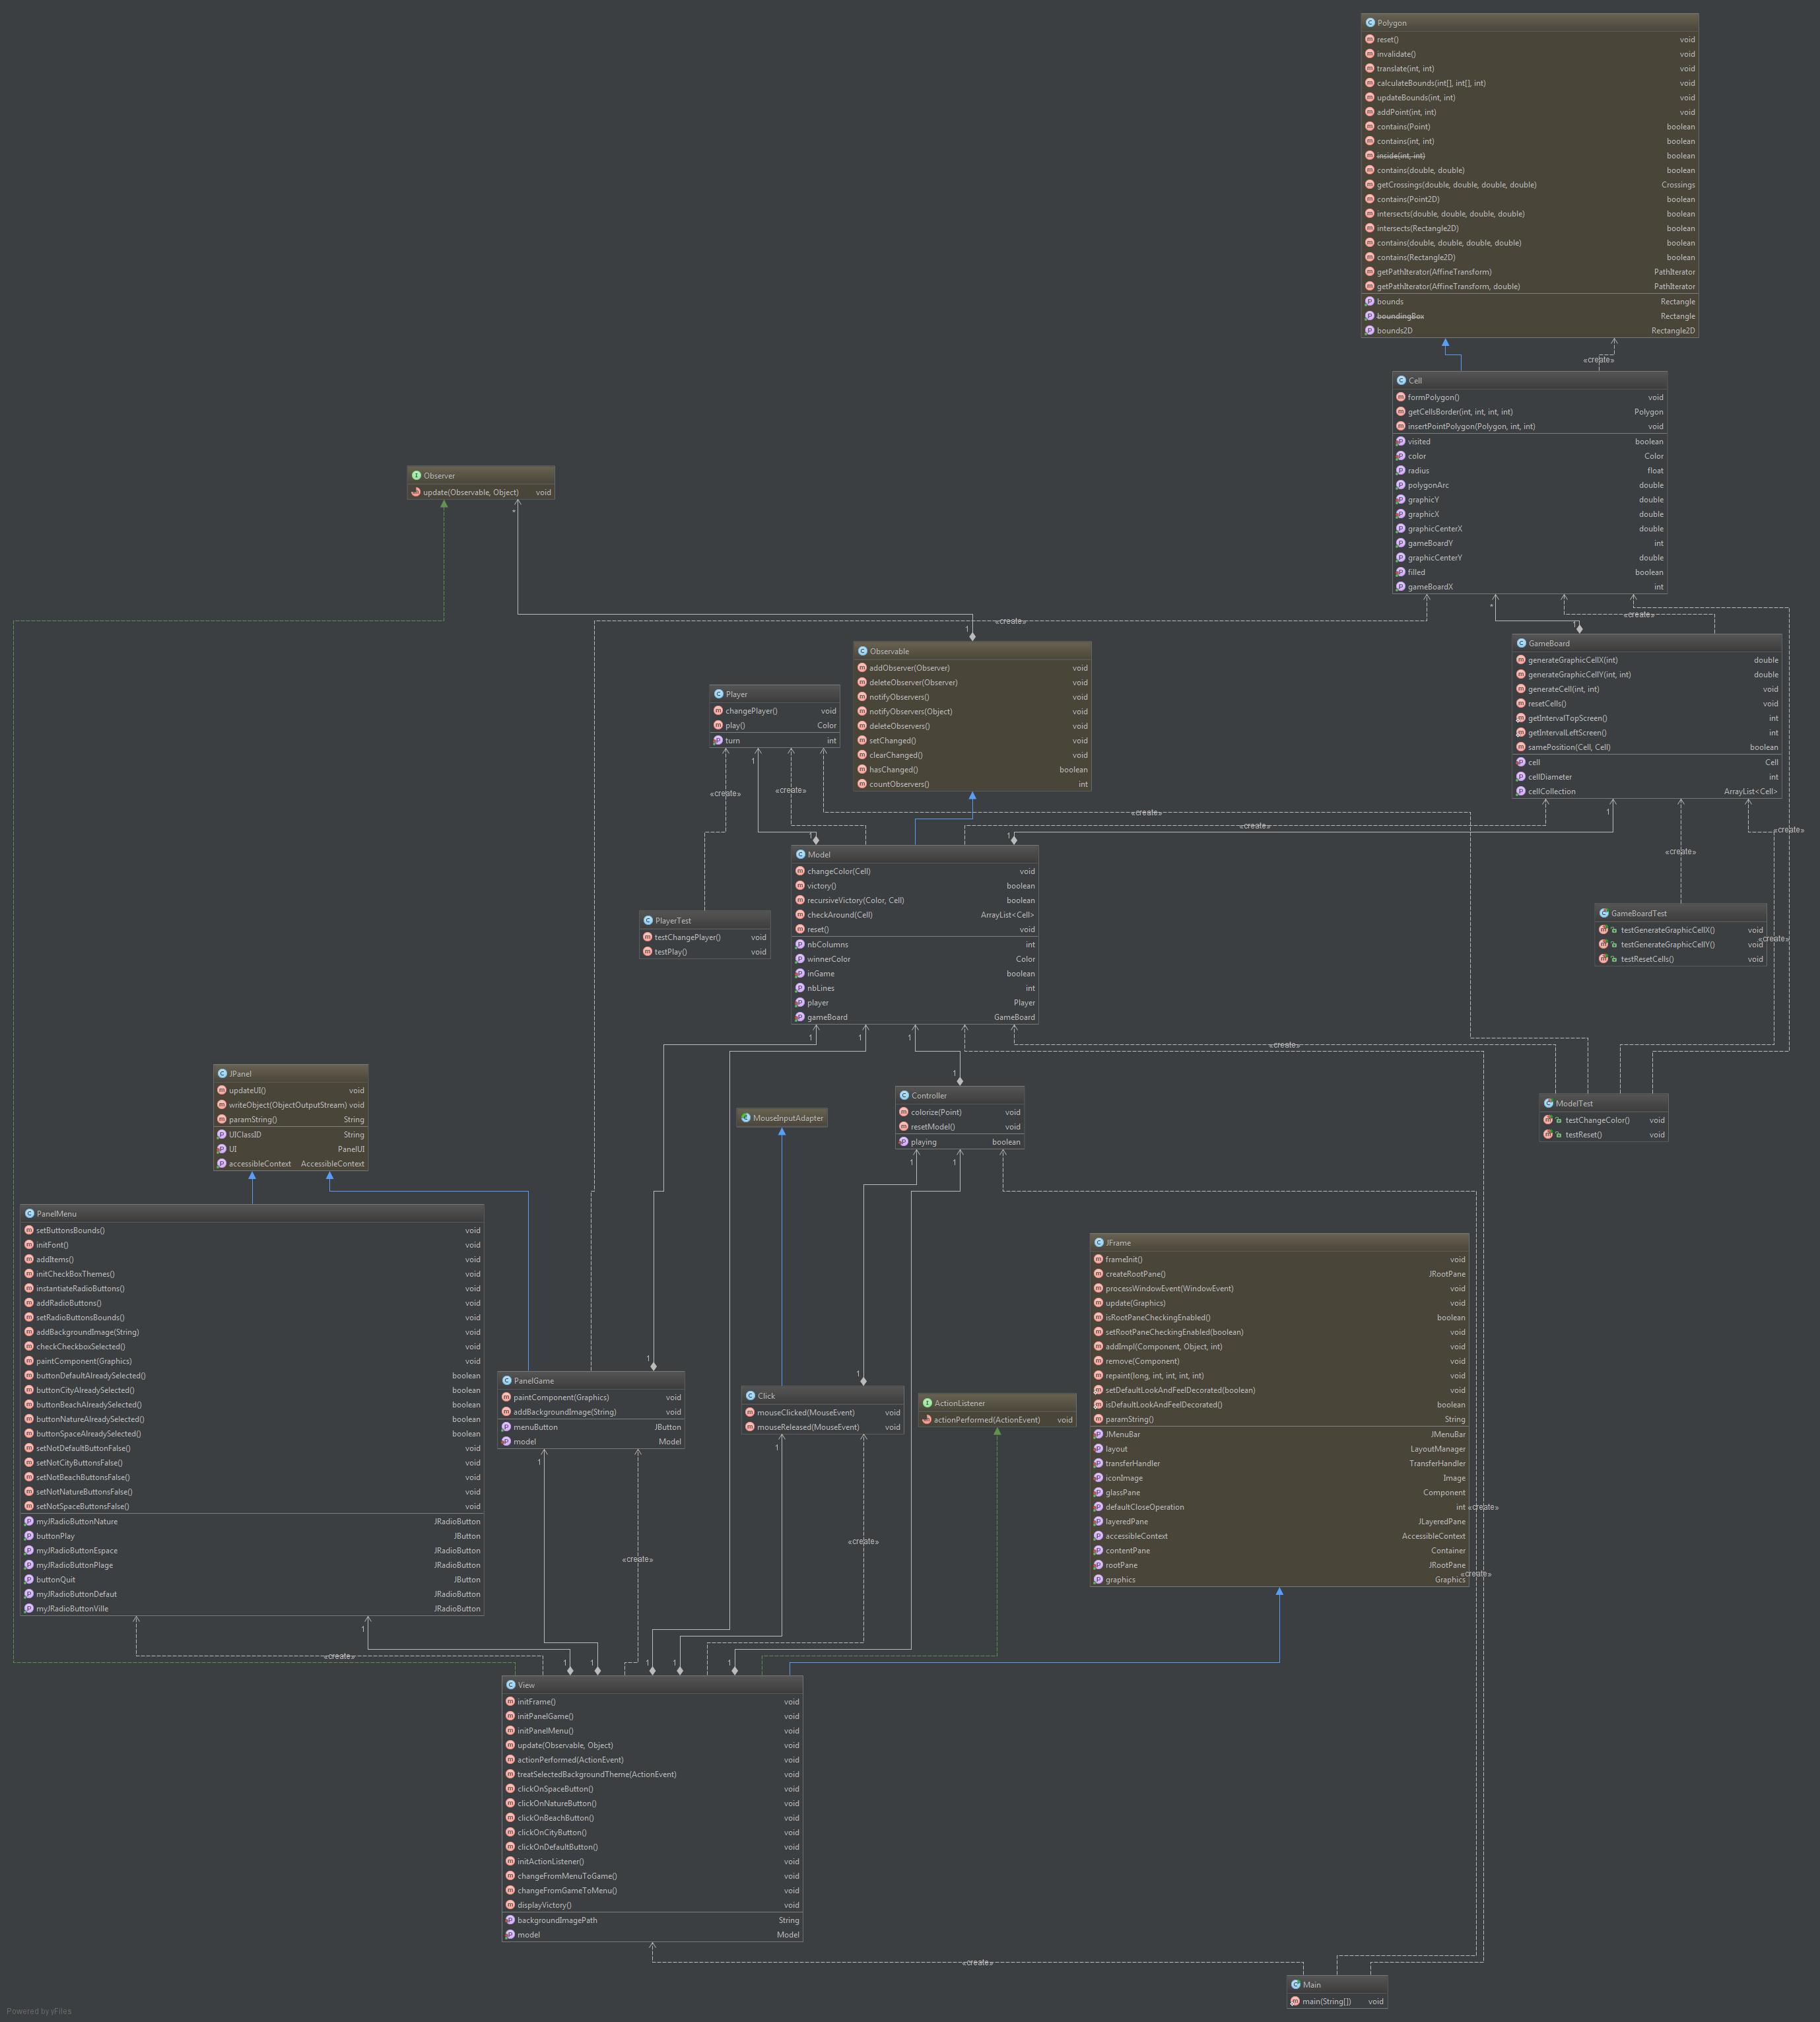 Polygon
reset() void
invalidate() void
translate(int, int) void
calculateBounds(int[], int[], int) void
updateBounds(int, int) void
addPoint(int, int) void
contains(Point) boolean
contains(int, int) boolean
inside(int, int) boolean
contains(double, double) boolean
getCrossings(double, double, double, double) Crossings
contains(Point2D) boolean
intersects(double, double, double, double) boolean
intersects(Rectangle2D) boolean
contains(double, double, double, double) boolean
contains(Rectangle2D) boolean
getPathIterator(AffineTransform) PathIterator
getPathIterator(AffineTransform, double) PathIterator
bounds Rectangle
boundingBox Rectangle
bounds2D Rectangle2D
«create»
Cell
formPolygon() void
getCellsBorder(int, int, int, int) Polygon
insertPointPolygon(Polygon, int, int) void
visited boolean
color Color
radius float
polygonArc double
graphicY double
graphicX double
graphicCenterX double
gameBoardY int
graphicCenterY double
filled boolean
gameBoardX int
Observer
update(Observable, Object) void
*
*
«create»
«create»
1
1
Observable
addObserver(Observer) void
deleteObserver(Observer) void
notifyObservers() void
notifyObservers(Object) void
deleteObservers() void
setChanged() void
clearChanged() void
hasChanged() boolean
countObservers() int
GameBoard
generateGraphicCellX(int) double
generateGraphicCellY(int, int) double
generateCell(int, int) void
resetCells() void
getIntervalTopScreen() int
getIntervalLeftScreen() int
samePosition(Cell, Cell) boolean
cell Cell
cellDiameter int
cellCollection ArrayList<Cell>
Player
changePlayer() void
play() Color
turn int
1
«create»
«create»
«create»
«create»
1
1
1
«create»
«create»
Model
changeColor(Cell) void
victory() boolean
recursiveVictory(Color, Cell) boolean
checkAround(Cell) ArrayList<Cell>
reset() void
nbColumns int
winnerColor Color
inGame boolean
nbLines int
player Player
gameBoard GameBoard
PlayerTest
testChangePlayer() void
testPlay() void
GameBoardTest
testGenerateGraphicCellX() void
testGenerateGraphicCellY() void
testResetCells() void
«create»
1
1
1
«create»
1
JPanel
updateUI() void
writeObject(ObjectOutputStream) void
paramString() String
UIClassID String
UI PanelUI
accessibleContext AccessibleContext
MouseInputAdapter
Controller
colorize(Point) void
resetModel() void
playing boolean
ModelTest
testChangeColor() void
testReset() void
1
1
PanelMenu
setButtonsBounds() void
initFont() void
addItems() void
initCheckBoxThemes() void
instantiateRadioButtons() void
addRadioButtons() void
setRadioButtonsBounds() void
addBackgroundImage(String) void
checkCheckboxSelected() void
paintComponent(Graphics) void
buttonDefaultAlreadySelected() boolean
buttonCityAlreadySelected() boolean
buttonBeachAlreadySelected() boolean
buttonNatureAlreadySelected() boolean
buttonSpaceAlreadySelected() boolean
setNotDefaultButtonFalse() void
setNotCityButtonsFalse() void
setNotBeachButtonsFalse() void
setNotNatureButtonsFalse() void
setNotSpaceButtonsFalse() void
myJRadioButtonNature JRadioButton
buttonPlay JButton
myJRadioButtonEspace JRadioButton
myJRadioButtonPlage JRadioButton
buttonQuit JButton
myJRadioButtonDefaut JRadioButton
myJRadioButtonVille JRadioButton
JFrame
frameInit() void
createRootPane() JRootPane
processWindowEvent(WindowEvent) void
update(Graphics) void
isRootPaneCheckingEnabled() boolean
setRootPaneCheckingEnabled(boolean) void
addImpl(Component, Object, int) void
remove(Component) void
repaint(long, int, int, int, int) void
setDefaultLookAndFeelDecorated(boolean) void
isDefaultLookAndFeelDecorated() boolean
paramString() String
JMenuBar JMenuBar
layout LayoutManager
transferHandler TransferHandler
iconImage Image
glassPane Component
defaultCloseOperation int
layeredPane JLayeredPane
accessibleContext AccessibleContext
contentPane Container
rootPane JRootPane
graphics Graphics
«create»
«create»
1
1
PanelGame
paintComponent(Graphics) void
addBackgroundImage(String) void
menuButton JButton
model Model
Click
mouseClicked(MouseEvent) void
mouseReleased(MouseEvent) void
ActionListener
actionPerformed(ActionEvent) void
1
1
«create»
«create»
1
«create»
1
1
1
1
1
View
initFrame() void
initPanelGame() void
initPanelMenu() void
update(Observable, Object) void
actionPerformed(ActionEvent) void
treatSelectedBackgroundTheme(ActionEvent) void
clickOnSpaceButton() void
clickOnNatureButton() void
clickOnBeachButton() void
clickOnCityButton() void
clickOnDefaultButton() void
initActionListener() void
changeFromMenuToGame() void
changeFromGameToMenu() void
displayVictory() void
backgroundImagePath String
model Model
«create»
Main
main(String[]) void
Powered by yFiles